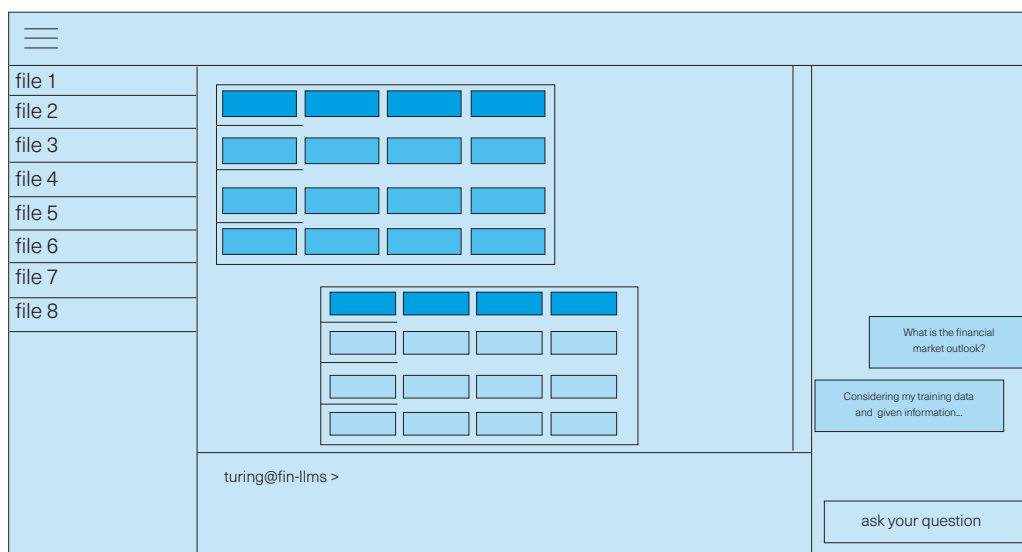 file 1
file 2
file 3
file 4
file 5
file 6
file 7
file 8
turing@fin-llms >
What is the financial
market outlook?
Considering my training data
and given information...
ask your question